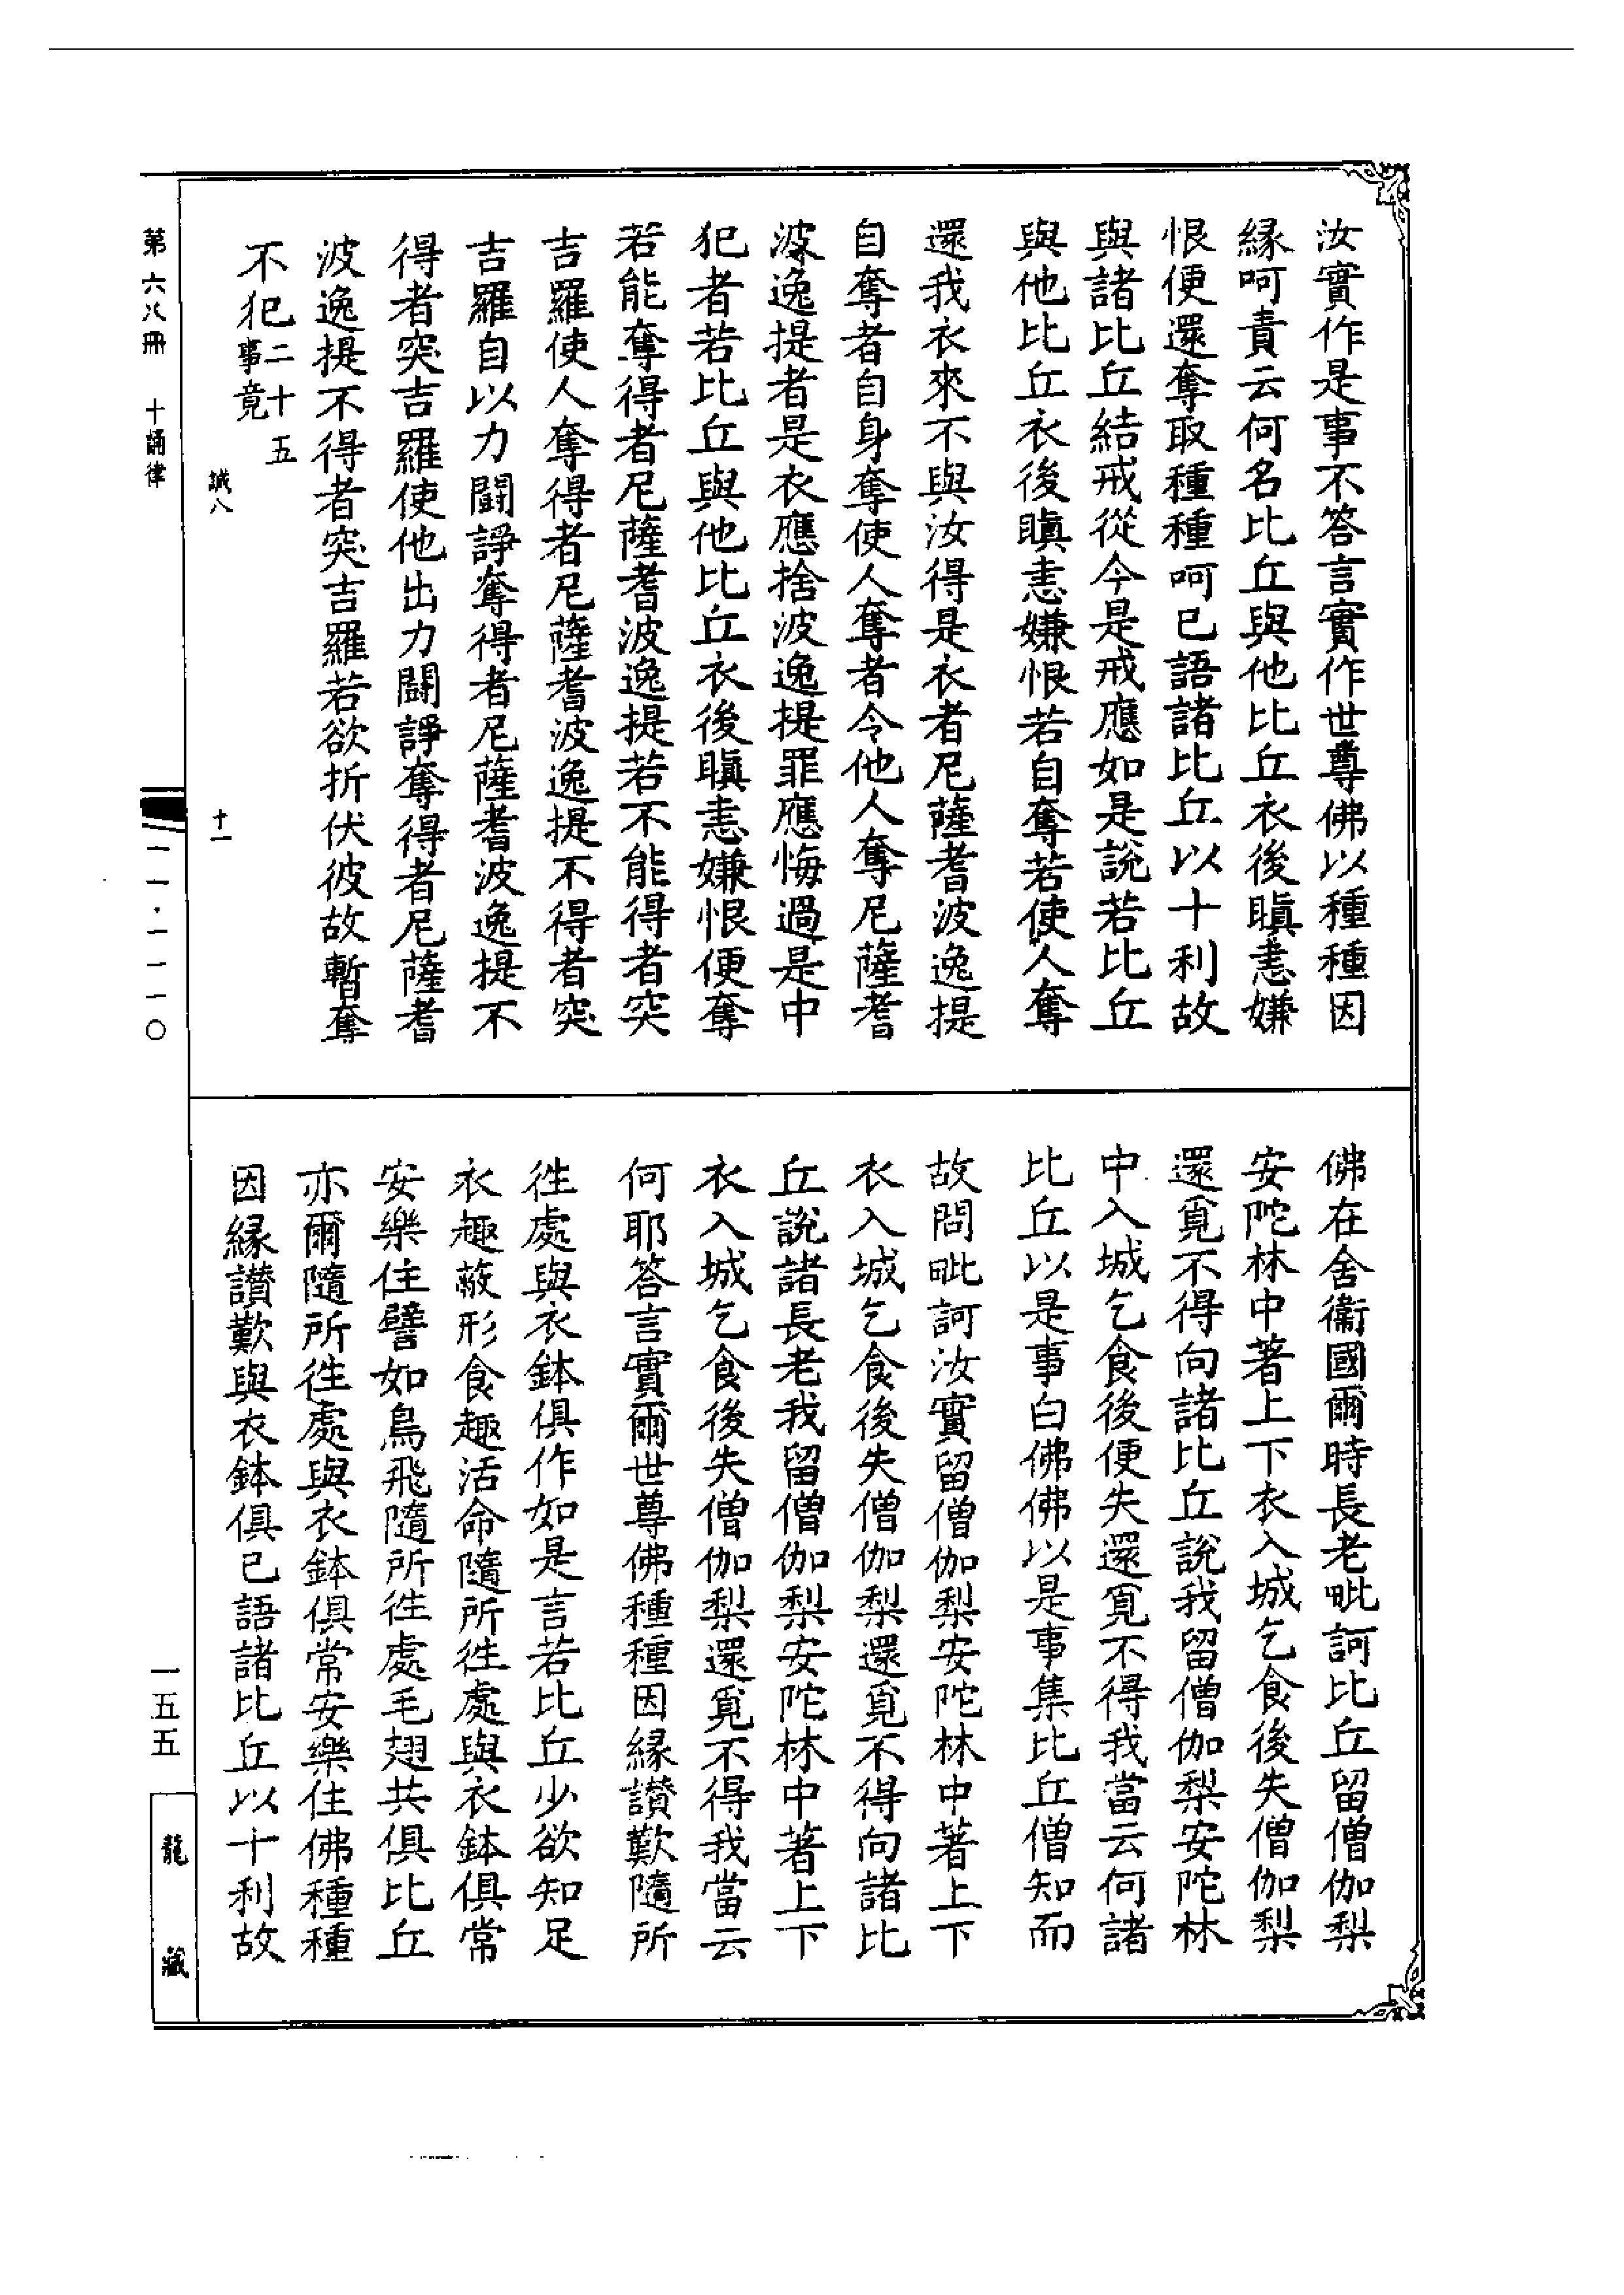 汝實作是事不答言實作世尊佛以種種因
緣呵責云何名比丘與他比丘衣後瞋恚嫌
恨便還奪取種種呵已語諸比丘以十利故
與諸比丘結戒從今是戒應如是說若比丘
與他比丘衣後瞋恚嫌恨若自奪若使人奪
還我衣來不與汝得是衣者尼薩耆波逸提
自奪者自身奪使人奪者令他人奪尼薩耆
波逸提者是衣應捨波逸提罪應悔過是中
犯者若比丘與他比丘衣後瞋恚嫌恨便奪
若能奪得者尼薩耆波逸提若不能得者突
吉羅使人奪得者尼薩耆波逸提不得者突
吉羅自以力鬪諍奪得者尼薩耆波逸提不
得者突吉羅使他出力鬪諍奪得者尼薩耆
波逸提不得者突吉羅若欲折伏彼故暫奪
不犯二十五
事竟
誠八
十一
佛在舍衞國爾時長老毗訶比丘留僧伽梨
安陀林中著上下衣入城乞食後失僧伽梨
還覓不得向諸比丘說我留僧伽梨安陀林
中入城乞食後便失還覓不得我當云何諸
比丘以是事白佛佛以是事集比丘僧知而
故問毗訶汝實留僧伽梨安陀林中著上下
衣入城乞食後失僧伽梨還覓不得向諸比
丘說諸長老我留僧伽梨安陀林中著上下
衣入城乞食後失僧伽梨還覓不得我當云
何耶答言實爾世尊佛種種因緣讚歎隨所
徃處與衣鉢俱作如是言若比丘少欲知足
衣趣蔽形食趣活命隨所徃處與衣鉢俱常
安樂住譬如鳥飛隨所徃處毛翅共俱比丘
亦爾隨所徃處與衣鉢俱常安樂住佛種種
因緣讚歎與衣鉢俱已語諸比丘以十利故
第六八冊
十誦律
一一·一一一〇
一五五
龍藏